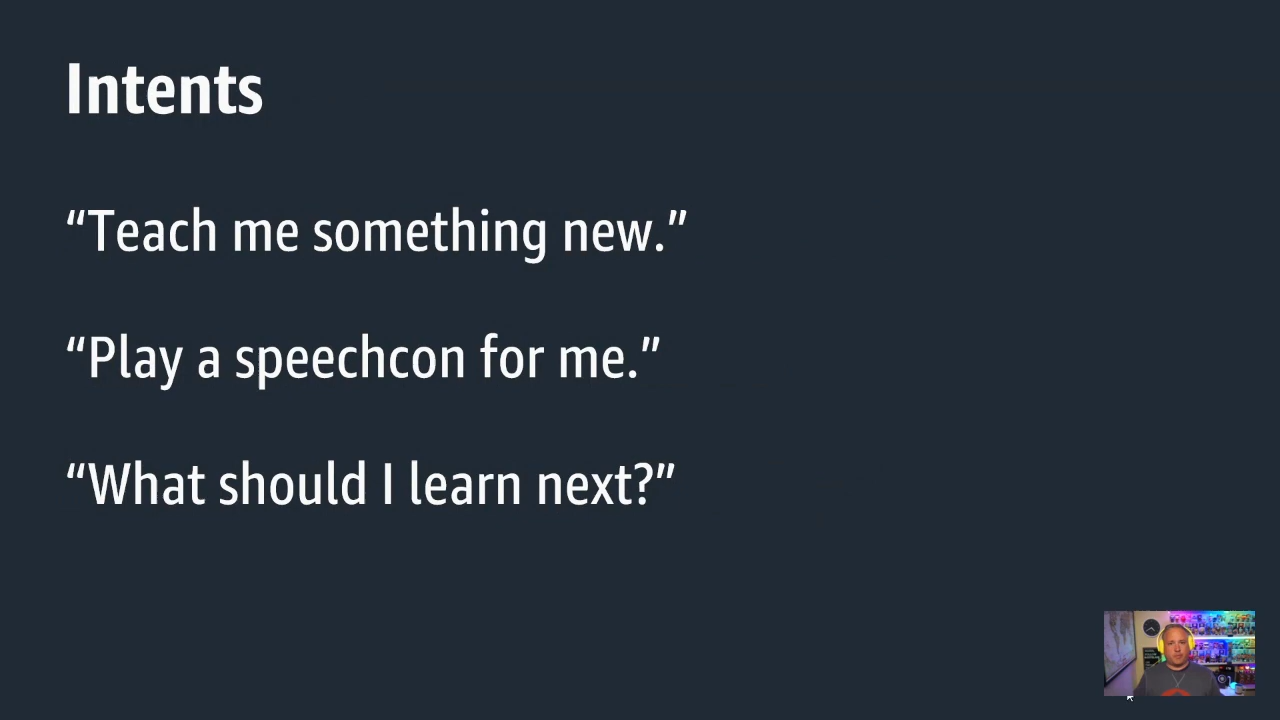 Intents
“Teach me something new.”
“Play a speechcon for me.”
“What should I learn next?”